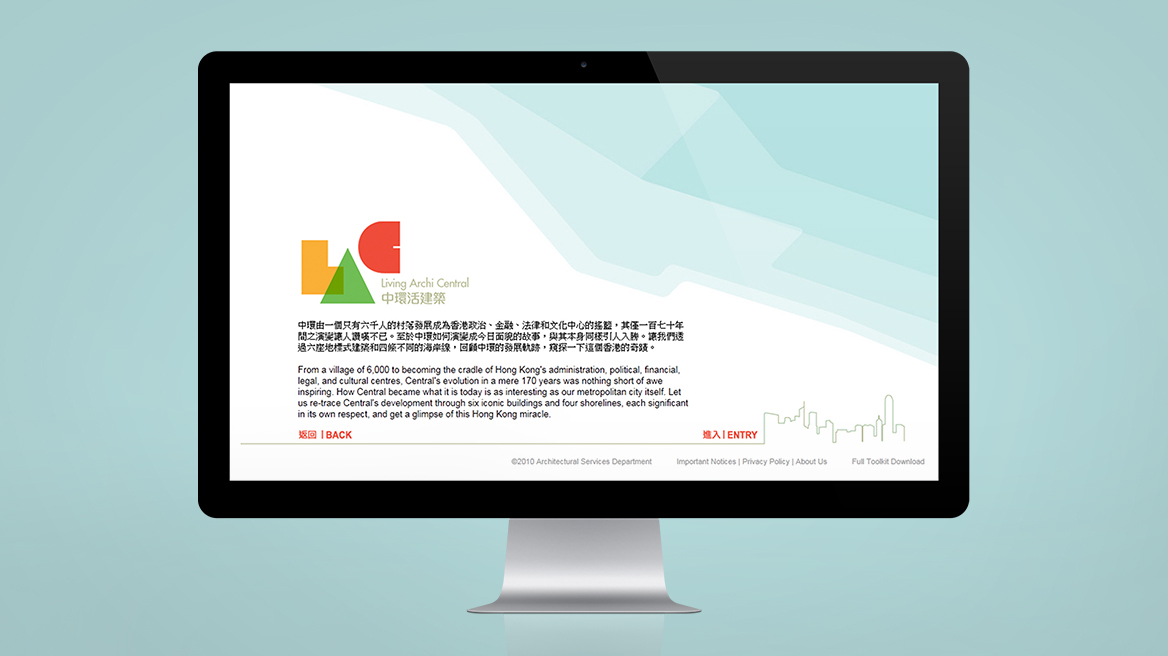 LAC
Living Archi Central
中環活建築
中環由一個只有六千人的村落發展成為香港政治、金融、法律和文化中心的搖籃，其僅一百七十年
間之演變讓人讚嘆不已。至於中環如何演變成今日面貌的故事，與其本身同樣引人入勝。讓我們透
過六座地標式建築和四條不同的海岸線，回顧中環的發展軌跡，窺探一下這個香港的奇蹟。
From a village of 6,000 to becoming the cradle of Hong Kong's administration, political, financial,
legal, and cultural centres, Central's evolution in a mere 170 years was nothing short of awe
inspiring. How Central became what it is today is as interesting as our metropolitan city itself. Let
us re-trace Central's development through six iconic buildings and four shorelines, each significant
in its own respect, and get a glimpse of this Hong Kong miracle.
返回 | BACK 進入 | ENTRY
©2010 Architectural Services Department Important Notices | Privacy Policy | About Us Full Toolkit Download